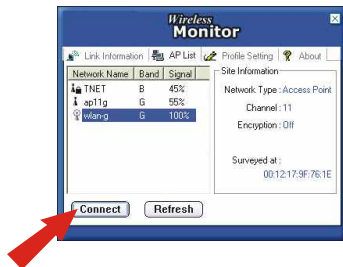 Wireless
Monitor
Link Information AP List Profile Setting About
Network Name Band Signal
TNET B 45%
ap11g G 55%
wlan-g G 100%
Site Information
Network Type : Access Point
Channel : 11
Encryption : Off
Surveyed at :
00:12:17:9F:76:1E
Connect Refresh